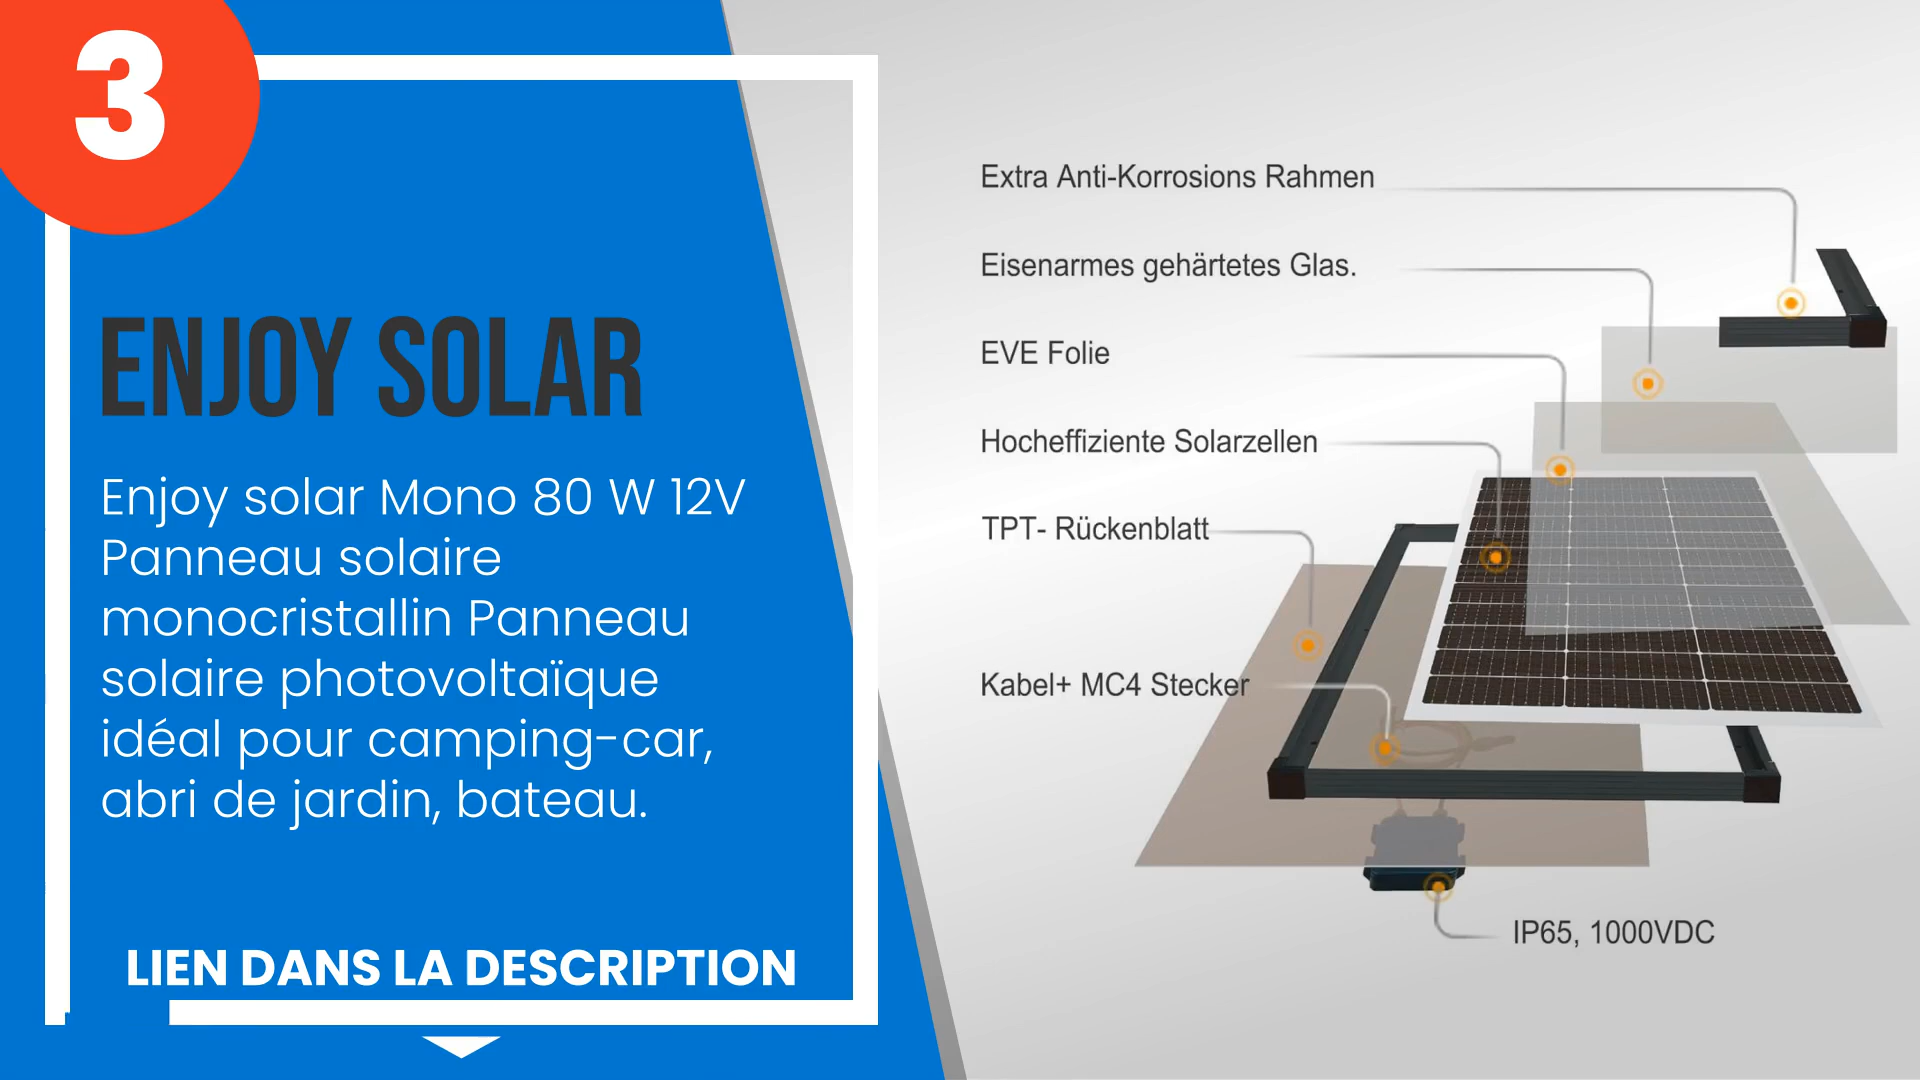 3
ENJOY SOLAR
Enjoy solar Mono 80 W 12V
Panneau solaire
monocristallin Panneau
solaire photovoltaïque
idéal pour camping-car,
abri de jardin, bateau.
LIEN DANS LA DESCRIPTION
Extra Anti-Korrosions Rahmen
Eisenarmes gehärtetes Glas.
EVE Folie
Hocheffiziente Solarzellen
TPT- Rückenblatt
Kabel+ MC4 Stecker
IP65, 1000VDC